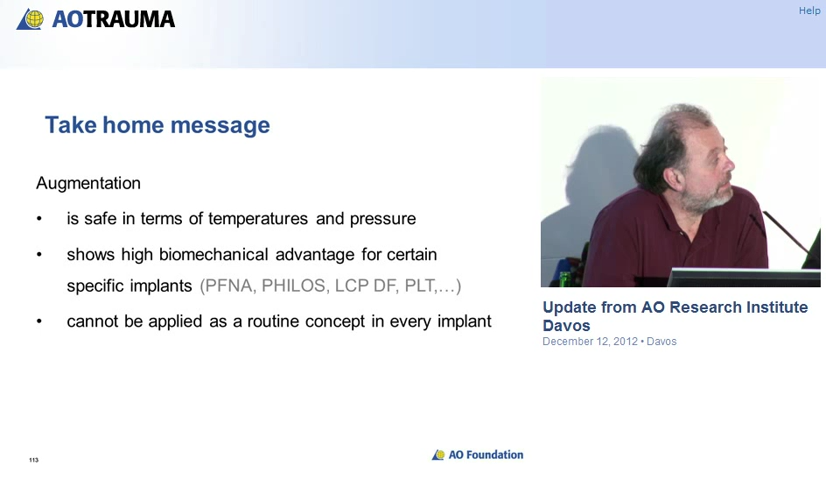 AOTRAUMA
Help
Take home message
Augmentation
• is safe in terms of temperatures and pressure
• shows high biomechanical advantage for certain
specific implants (PFNA, PHILOS, LCP DF, PLT,…)
• cannot be applied as a routine concept in every implant
Update from AO Research Institute
Davos
December 12, 2012 • Davos
113
AO Foundation